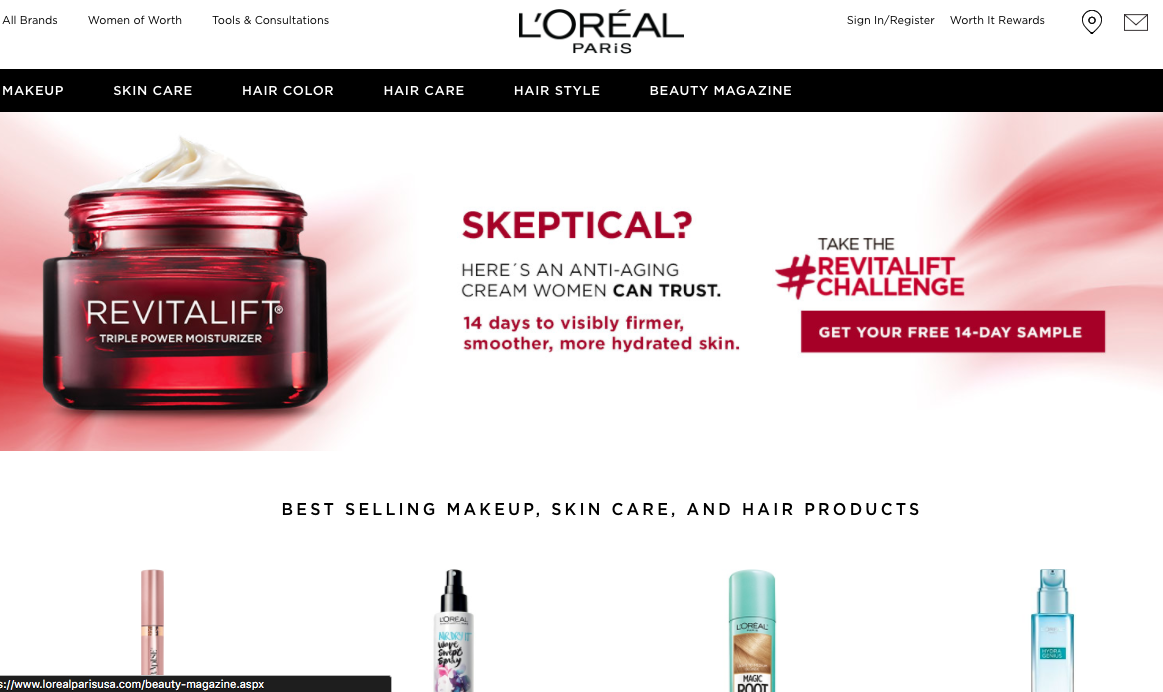 All Brands
Women of Worth
Tools & Consultations
L'ORÉAL
PARiS
Sign In/Register
Worth It Rewards
MAKEUP
SKIN CARE
HAIR COLOR
HAIR CARE
HAIR STYLE
BEAUTY MAGAZINE
REVITALIFT®
TRIPLE POWER MOISTURIZER
SKEPTICAL?
HERE´S AN ANTI-AGING
CREAM WOMEN CAN TRUST.
14 days to visibly firmer,
smoother, more hydrated skin.
TAKE THE
#REVITALIFT
CHALLENGE
GET YOUR FREE 14-DAY SAMPLE
BEST SELLING MAKEUP, SKIN CARE, AND HAIR PRODUCTS
L'ORÉAL
Wave
Swept
Spray
L'ORÉAL
MAGIC
ROOT
HYDRA
GENIUS
s://www.lorealparisusa.com/beauty-magazine.aspx